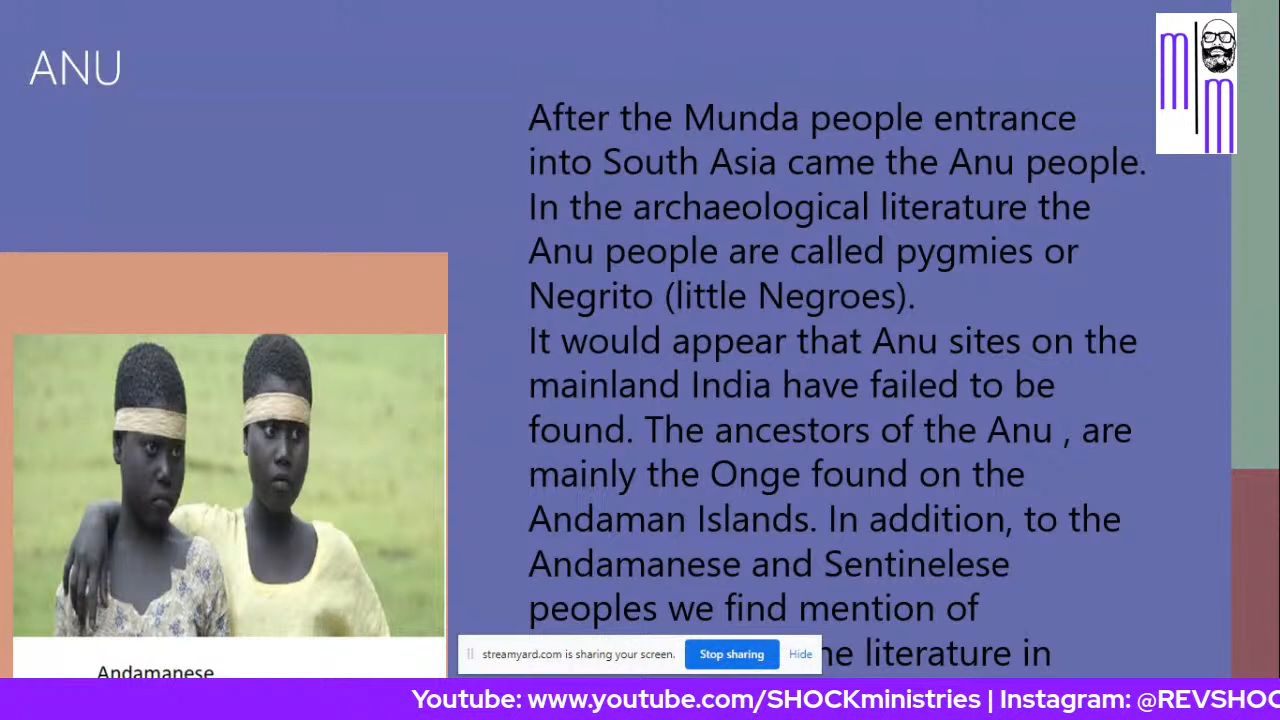 ANU
After the Munda people entrance
into South Asia came the Anu people.
In the archaeological literature the
Anu people are called pygmies or
Negrito (little Negroes).
It would appear that Anu sites on the
mainland India have failed to be
found. The ancestors of the Anu , are
mainly the Onge found on the
Andaman Islands. In addition, to the
Andamanese and Sentinelese
peoples we find mention of
literature in
Andamanese
streamyard.com is sharing your screen. Stop sharing Hide
Youtube: www.youtube.com/SHOCKministries | Instagram: @REVSHOC
m m